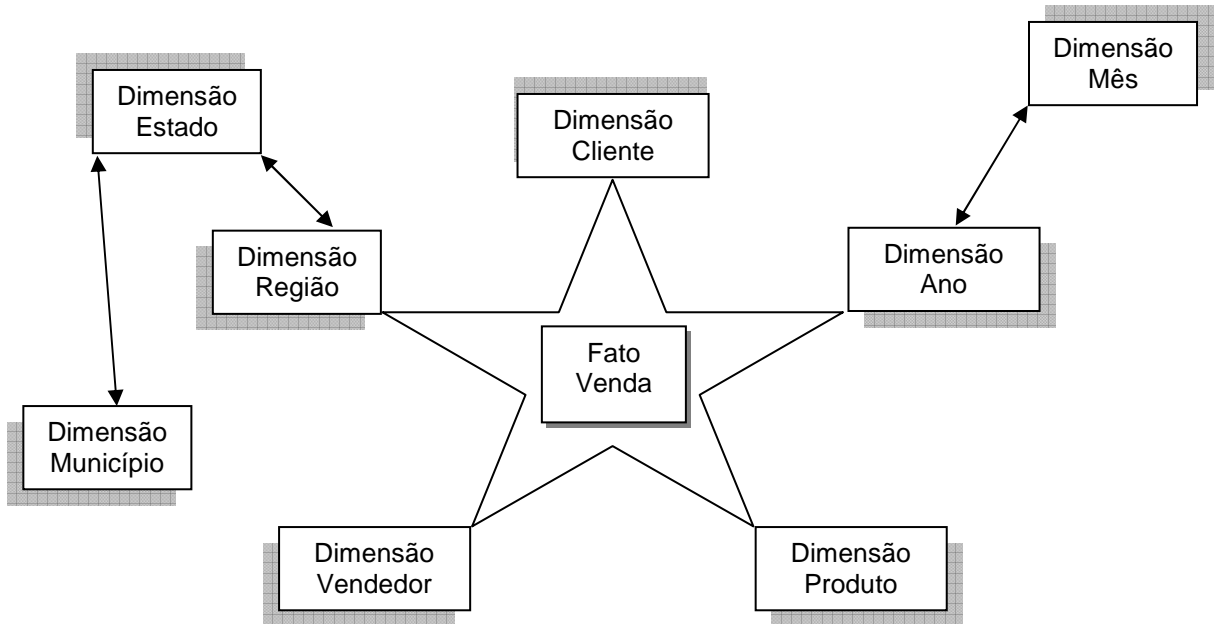 Dimensão
Mês
Dimensão
Estado
Dimensão
Cliente
Dimensão
Região
Dimensão
Ano
Fato
Venda
Dimensão
Município
Dimensão
Vendedor
Dimensão
Produto